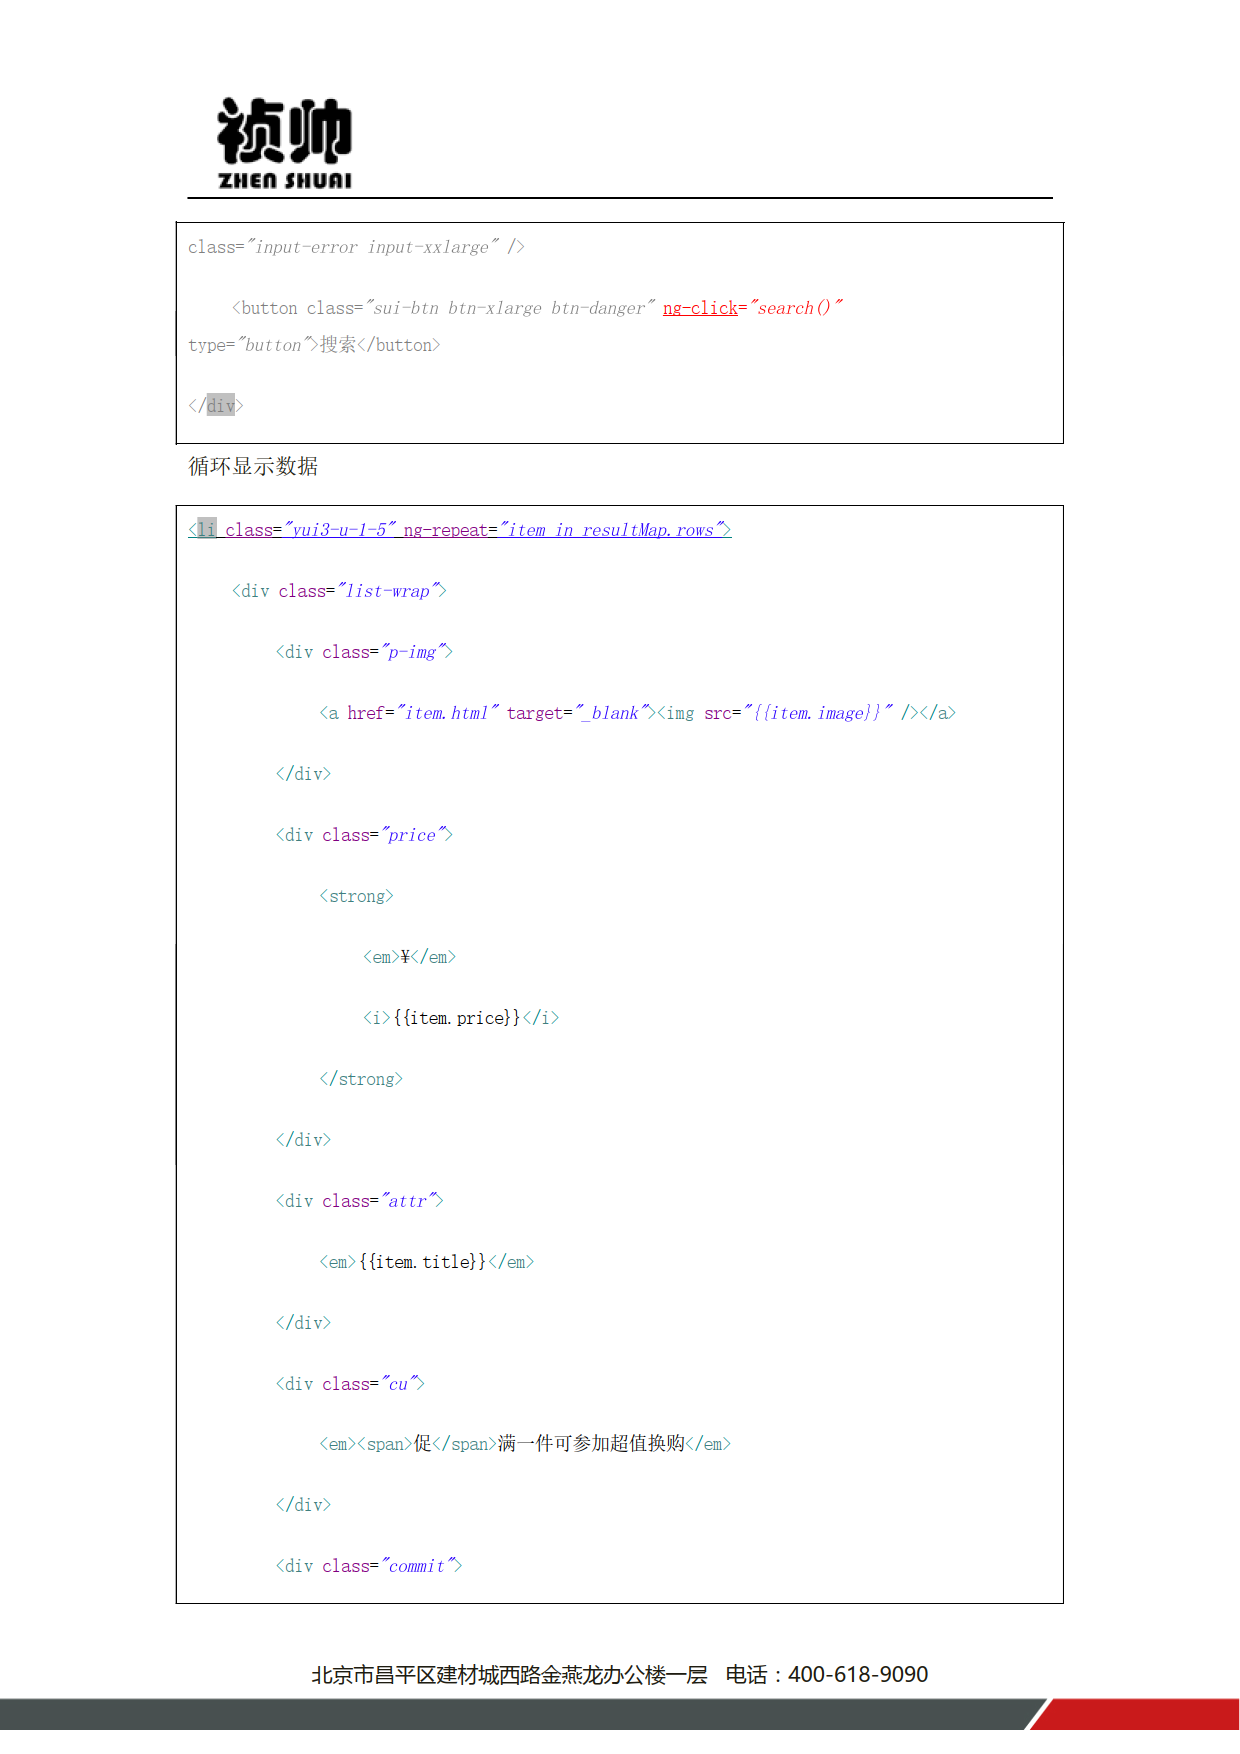 祯帅
ZHEN SHUAI
class="input-error input-xxlarge" />
<button class="sui-btn btn-xlarge btn-danger" ng-click="search()"
type="button">搜索</button>
</div>
循环显示数据
<li class="yui3-u-1-5" ng-repeat="item in resultMap.rows">
<div class="list-wrap">
<div class="p-img">
<a href="item.html" target="_blank"><img src="{{item.image}}" /></a>
</div>
<div class="price">
<strong>
<em>¥</em>
<i>{{item.price}}</i>
</strong>
</div>
<div class="attr">
<em>{{item.title}}</em>
</div>
<div class="cu">
<em><span>促</span>满一件可参加超值换购</em>
</div>
<div class="commit">
北京市昌平区建材城西路金燕龙办公楼一层 电话：400-618-9090